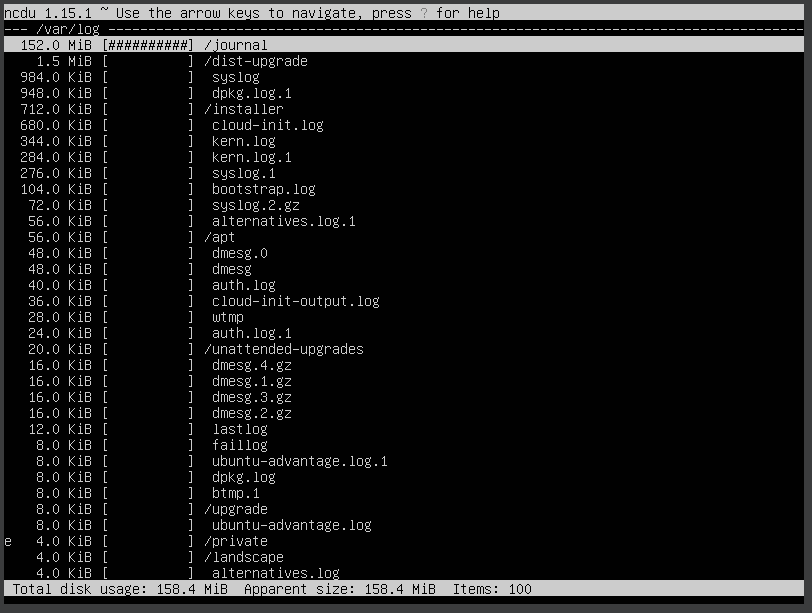 ncdu 1.15.1 ~ Use the arrow keys to navigate, press ? for help
--- /var/log ----------------------------------------------------------------------------------------
  152.0 MiB [##########] /journal
    1.5 MiB [          ] /dist-upgrade
  984.0 KiB [          ]  syslog
  948.0 KiB [          ]  dpkg.log.1
  712.0 KiB [          ] /installer
  680.0 KiB [          ]  cloud-init.log
  344.0 KiB [          ]  kern.log
  284.0 KiB [          ]  kern.log.1
  276.0 KiB [          ]  syslog.1
  104.0 KiB [          ]  bootstrap.log
   72.0 KiB [          ]  syslog.2.gz
   56.0 KiB [          ]  alternatives.log.1
   56.0 KiB [          ] /apt
   48.0 KiB [          ]  dmesg.0
   48.0 KiB [          ]  dmesg
   40.0 KiB [          ]  auth.log
   36.0 KiB [          ]  cloud-init-output.log
   28.0 KiB [          ]  wtmp
   24.0 KiB [          ]  auth.log.1
   20.0 KiB [          ] /unattended-upgrades
   16.0 KiB [          ]  dmesg.4.gz
   16.0 KiB [          ]  dmesg.1.gz
   16.0 KiB [          ]  dmesg.3.gz
   16.0 KiB [          ]  dmesg.2.gz
   12.0 KiB [          ]  lastlog
    8.0 KiB [          ]  faillog
    8.0 KiB [          ]  ubuntu-advantage.log.1
    8.0 KiB [          ]  dpkg.log
    8.0 KiB [          ]  btmp.1
    8.0 KiB [          ] /upgrade
    8.0 KiB [          ]  ubuntu-advantage.log
e   4.0 KiB [          ] /private
    4.0 KiB [          ] /landscape
    4.0 KiB [          ]  alternatives.log
 Total disk usage: 158.4 MiB  Apparent size: 158.4 MiB  Items: 100